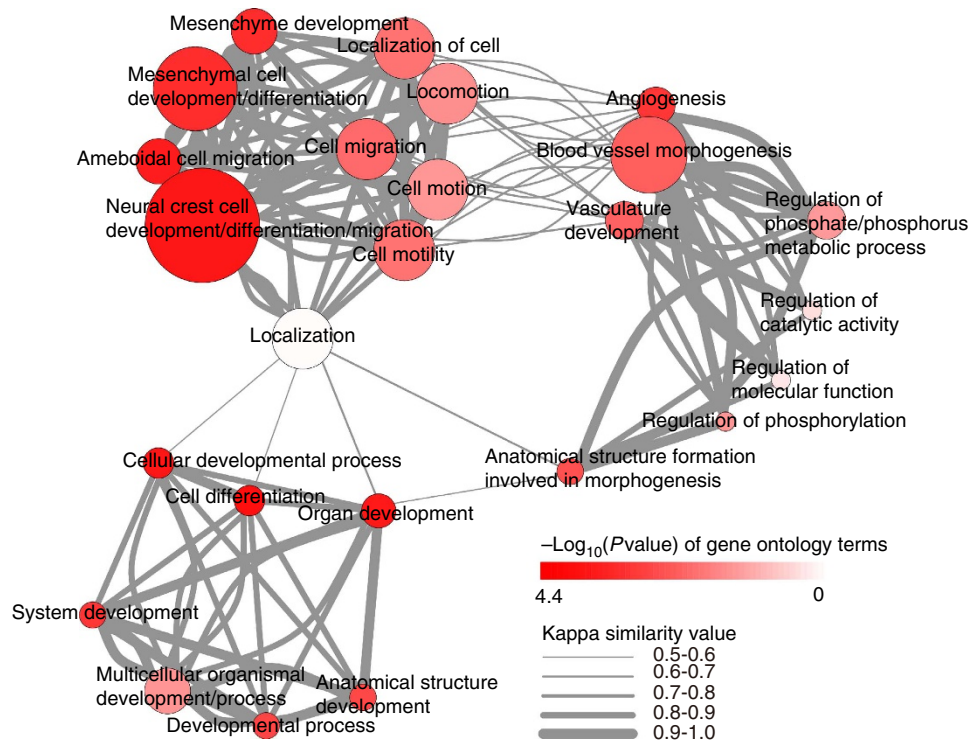 Mesenchyme development
Localization of cell
Mesenchymal cell
development/differentiation
Locomotion
Angiogenesis
Cell migration
Blood vessel morphogenesis
Ameboidal cell migration
Cell motion
Neural crest cell
development/differentiation/migration
Vasculature
development
Regulation of
phosphate/phosphorus
metabolic process
Cell motility
Regulation of
catalytic activity
Localization
Regulation of
molecular function
Regulation of phosphorylation
Anatomical structure formation
involved in morphogenesis
Cellular developmental process
Cell differentiation
Organ development
System development
Multicellular organismal
development/process
Anatomical structure
development
Developmental process
–Log10(Pvalue) of gene ontology terms
4.4 0
Kappa similarity value
0.5-0.6
0.6-0.7
0.7-0.8
0.8-0.9
0.9-1.0